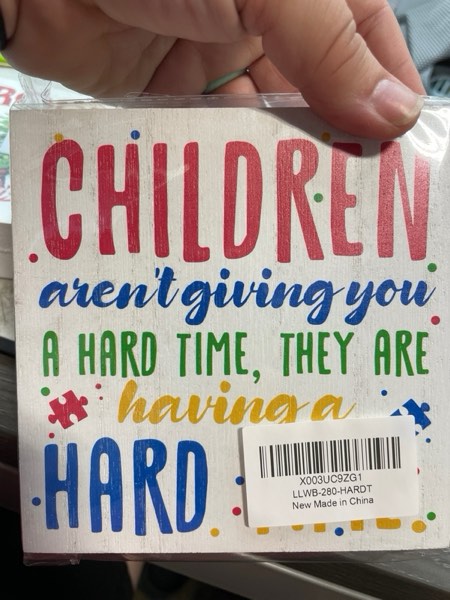 CHILDREN
aren't giving you
A HARD TIME, THEY ARE
having a
HARD
X003UC9ZG1
LLWB-280-HARDT
New Made in China